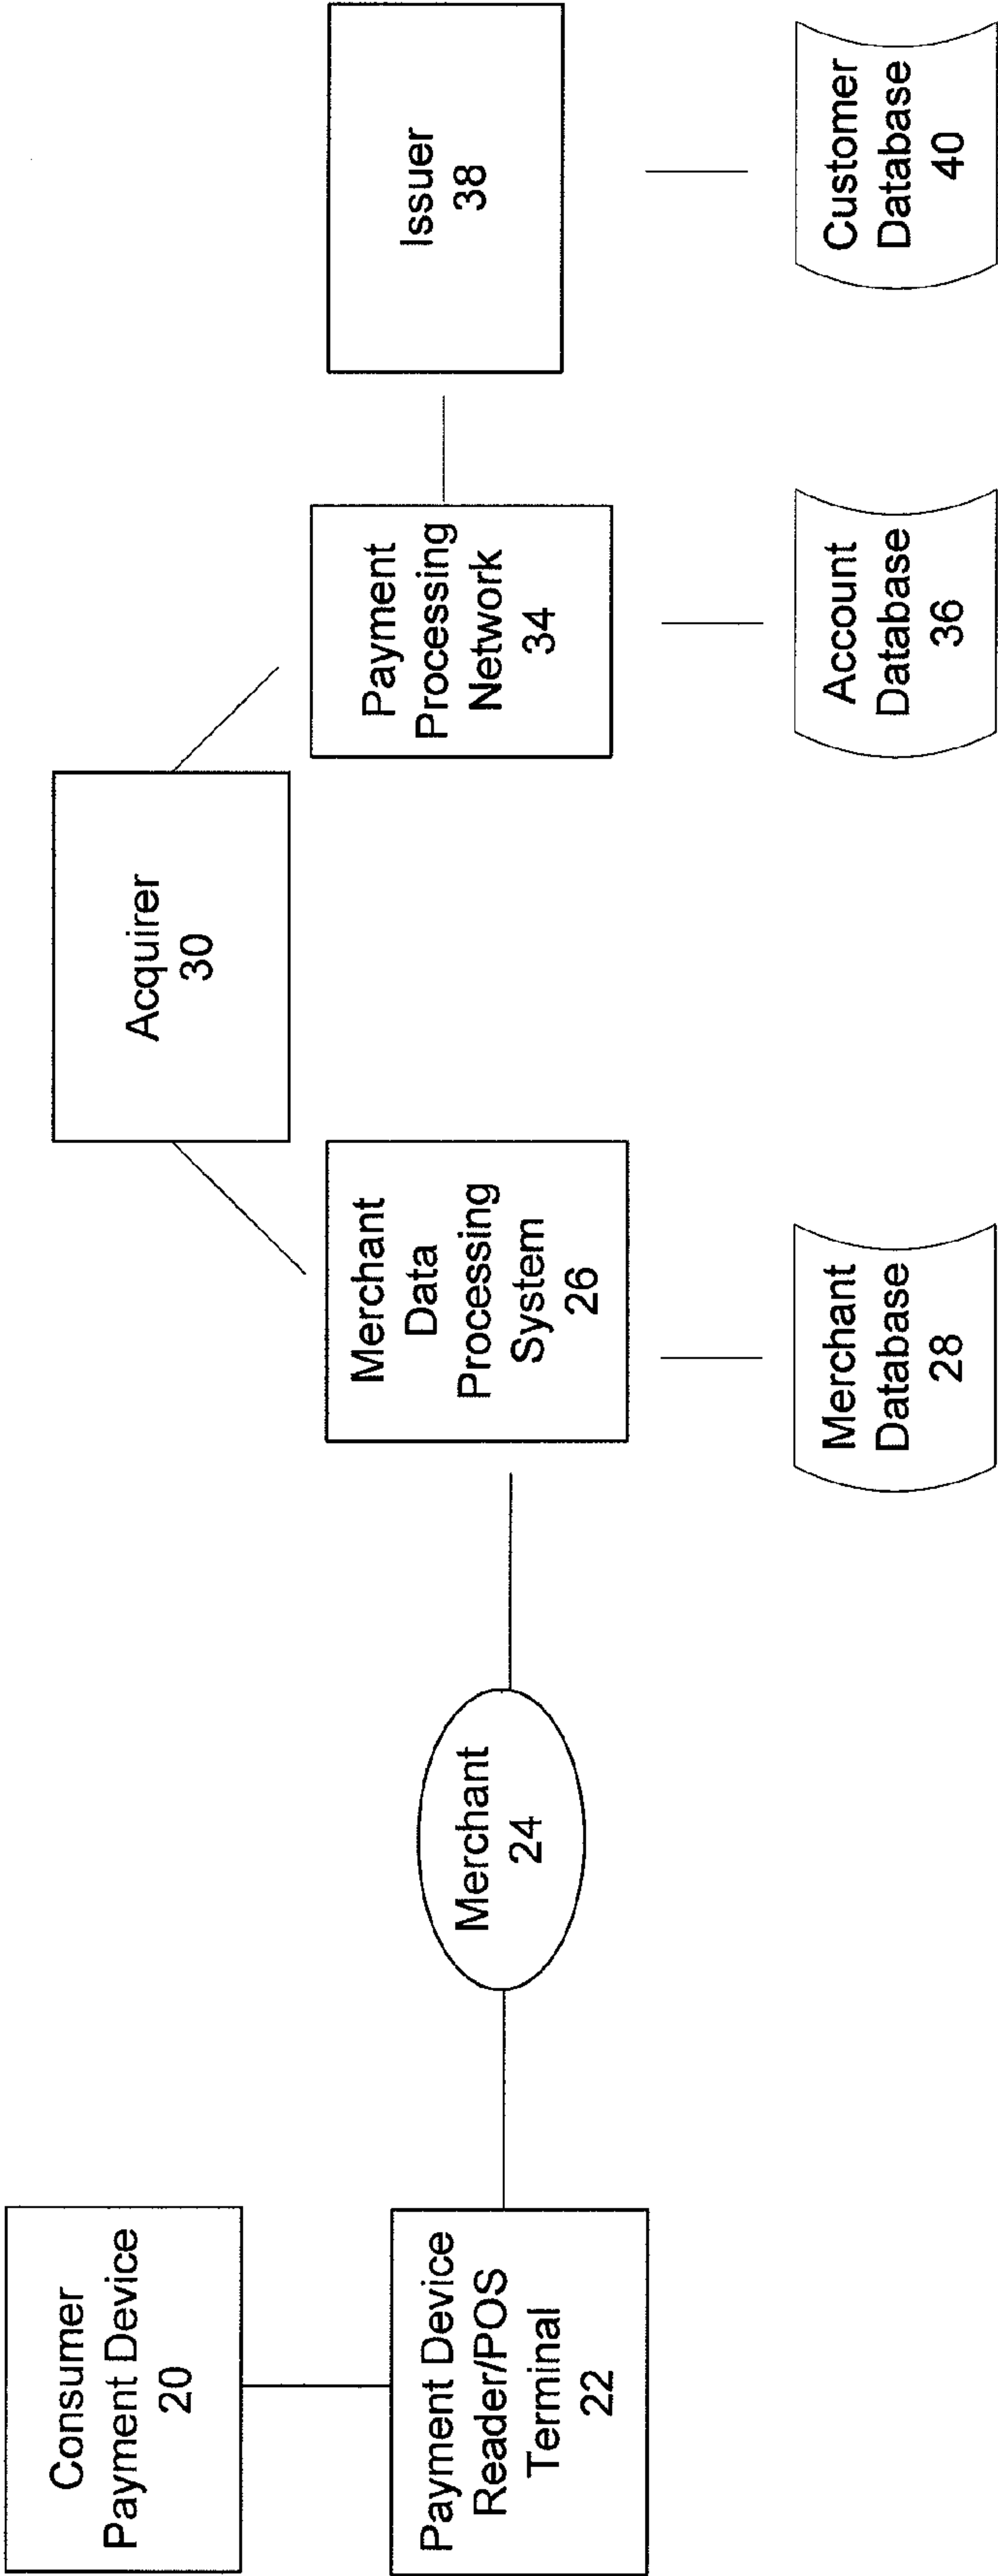 Consumer
Payment Device
20
Payment Device
Reader/POS
Terminal
22
Merchant
24
Merchant
Data
Processing
System
26
Merchant
Database
28
Acquirer
30
Payment
Processing
Network
34
Account
Database
36
Issuer
38
Customer
Database
40